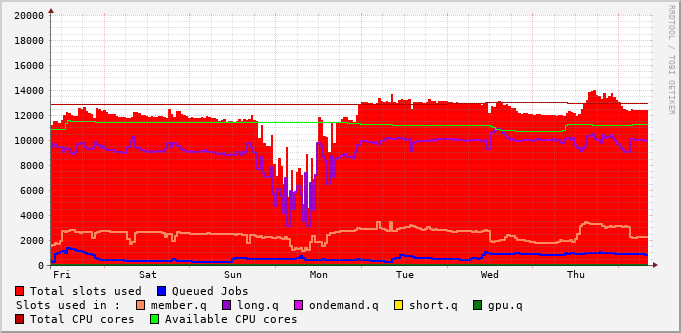 RRDTOOL / TOBI OETIKER
20000
18000
16000
14000
12000
10000
8000
6000
4000
2000
0
Fri Sat Sun Mon Tue Wed Thu
Total slots used Queued Jobs
Slots used in : member.q long.q ondemand.q short.q gpu.q
Total CPU cores Available CPU cores